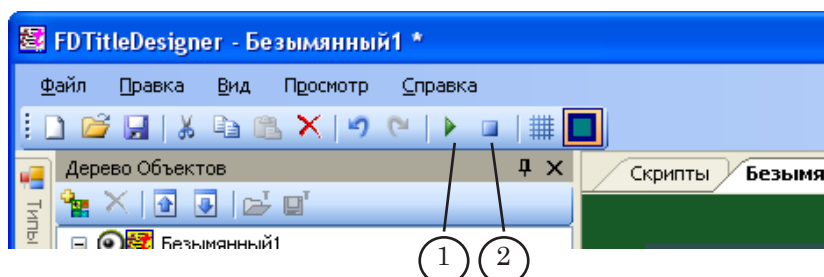 FDTitleDesigner - Безымянный1 *
Файл Правка Вид Просмотр Справка
Дерево Объектов
Скрипты Безымя
Типы
Безымянный1
1 2